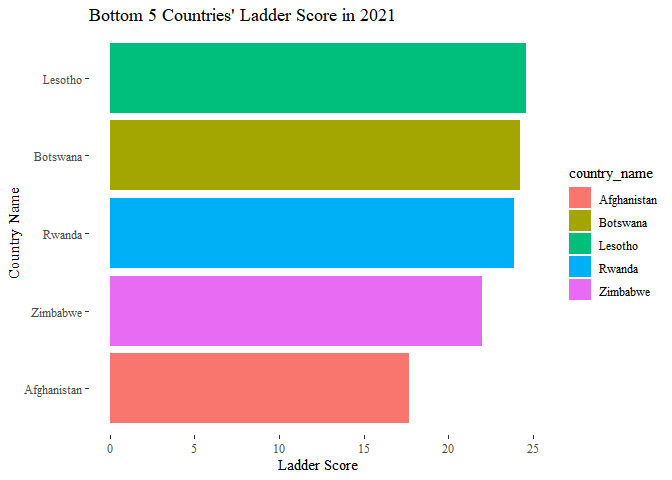 Bottom 5 Countries' Ladder Score in 2021
Country Name
Lesotho
Botswana
Rwanda
Zimbabwe
Afghanistan
0 5 10 15 20 25
Ladder Score
country_name
Afghanistan
Botswana
Lesotho
Rwanda
Zimbabwe